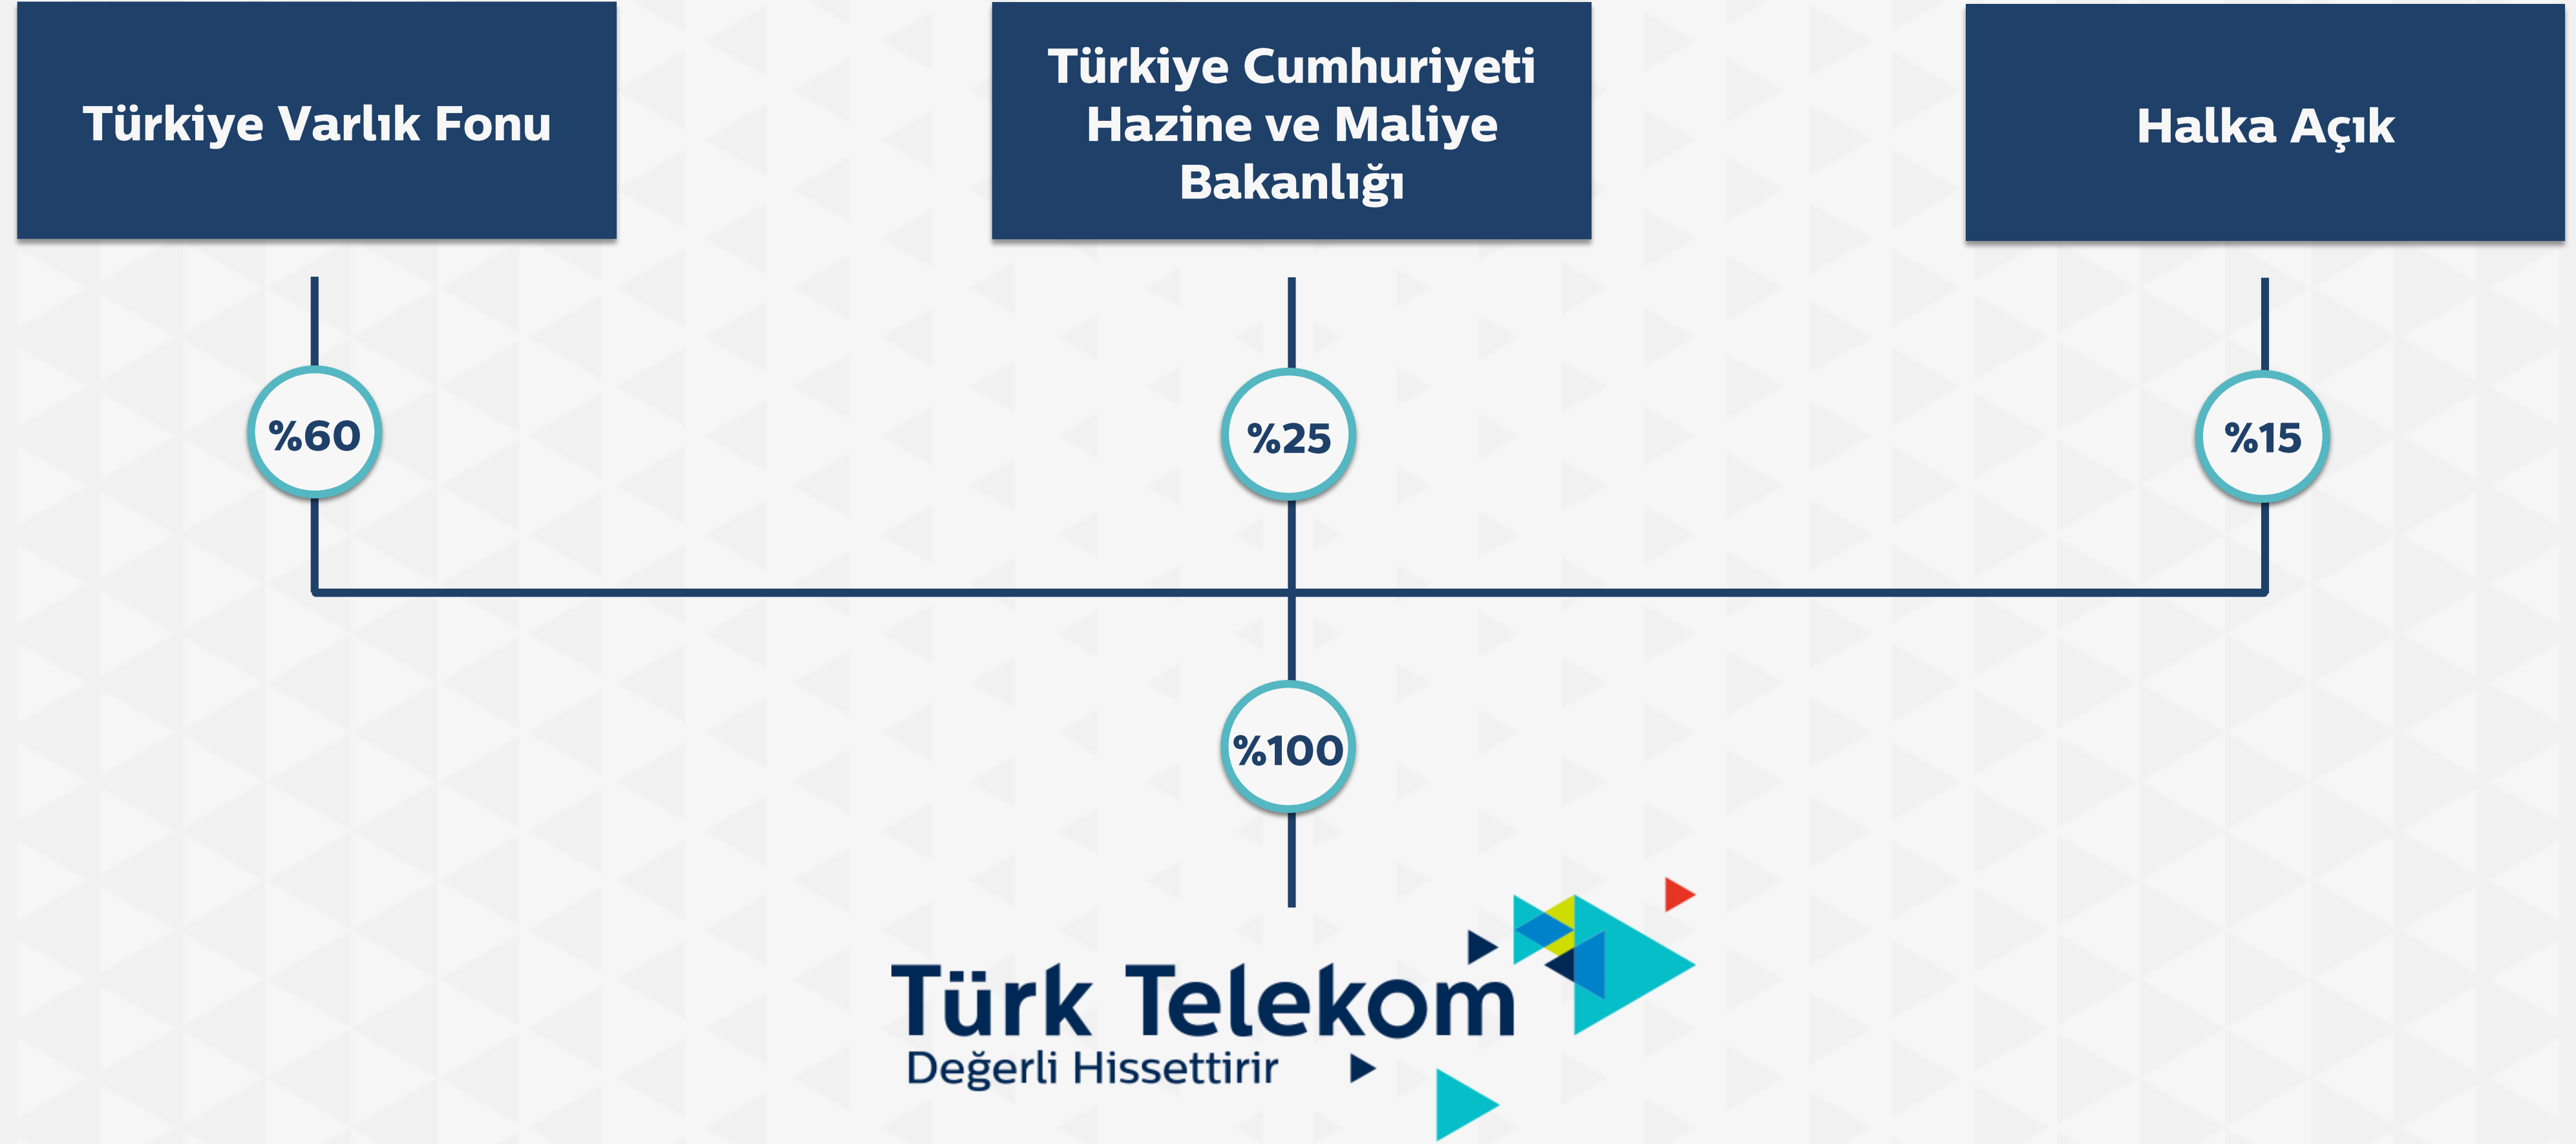 Türkiye Varlık Fonu
Türkiye Cumhuriyeti
Hazine ve Maliye
Bakanlığı
Halka Açık
%60
%25
%15
%100
Türk Telekom
Değerli Hissettirir